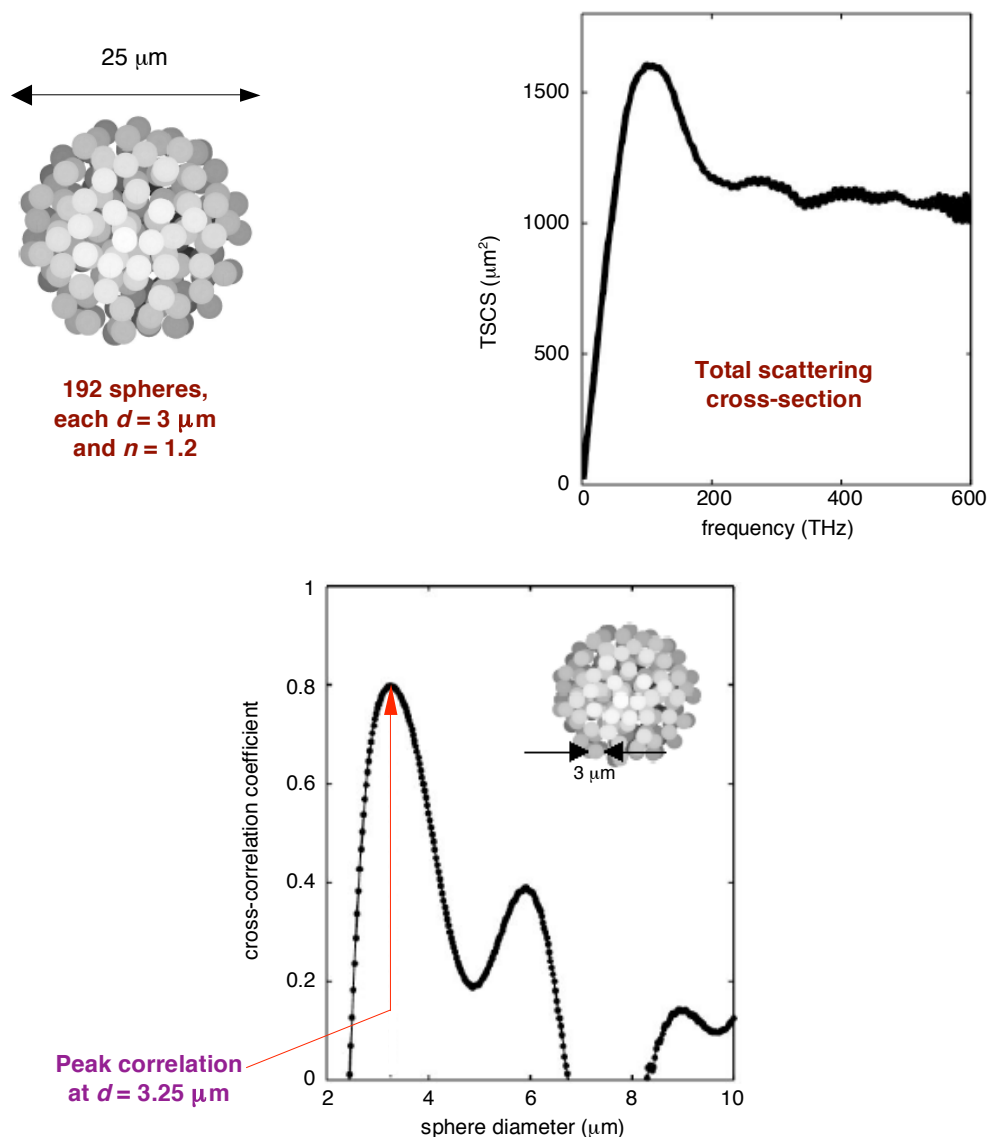 25 μm
192 spheres,
each d = 3 μm
and n = 1.2
1500
1000
500
0
TSCS (μm²)
Total scattering
cross-section
0
200
400
600
frequency (THz)
1
0.8
0.6
0.4
0.2
0
cross-correlation coefficient
3 μm
Peak correlation
at d = 3.25 μm
2
4
6
8
10
sphere diameter (μm)